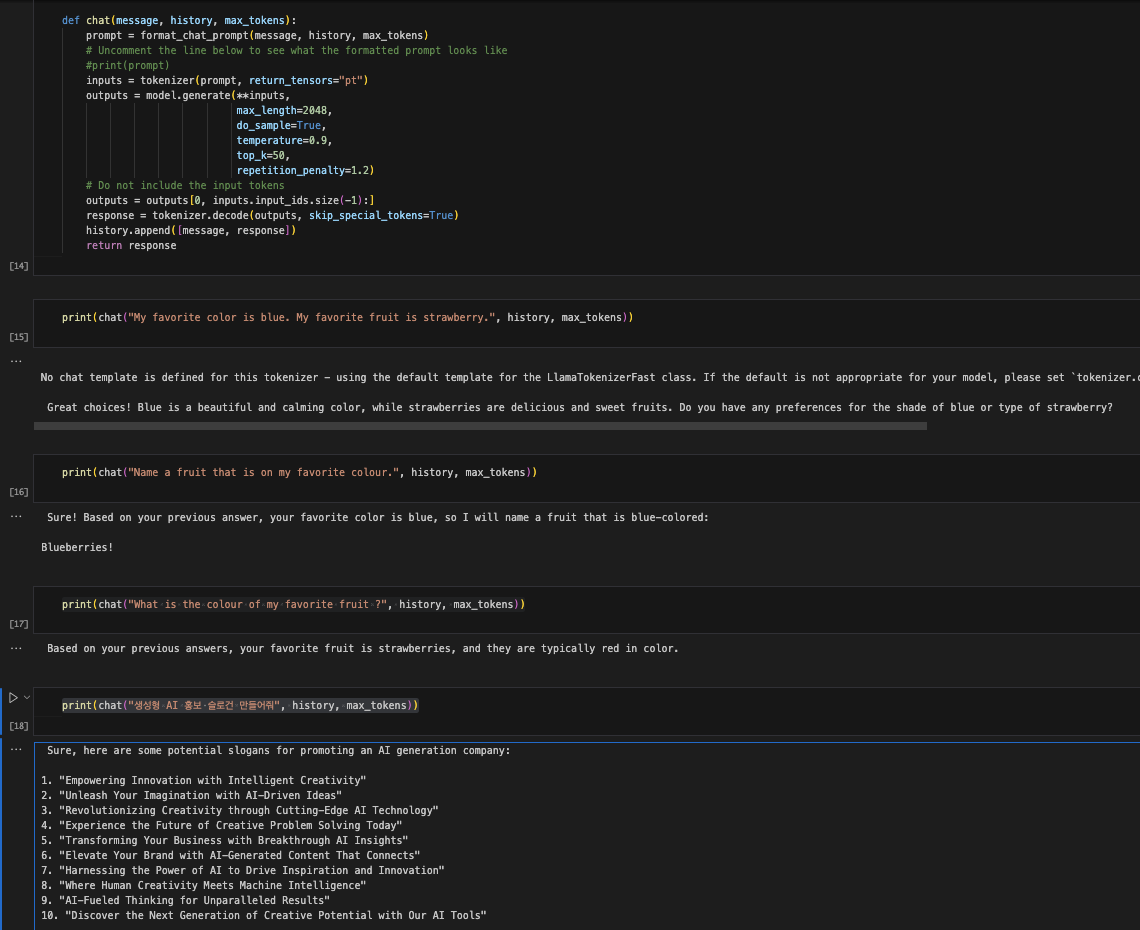 def chat(message, history, max_tokens):
prompt = format_chat_prompt(message, history, max_tokens)
# Uncomment the line below to see what the formatted prompt looks like
#print(prompt)
inputs = tokenizer(prompt, return_tensors="pt")
outputs = model.generate(**inputs,
max_length=2048,
do_sample=True,
temperature=0.9,
top_k=50,
repetition_penalty=1.2)
# Do not include the input tokens
outputs = outputs[0, inputs.input_ids.size(-1):]
response = tokenizer.decode(outputs, skip_special_tokens=True)
history.append([message, response])
return response
[14]
print(chat("My favorite color is blue. My favorite fruit is strawberry.", history, max_tokens))
[15]
...
No chat template is defined for this tokenizer - using the default template for the LlamaTokenizerFast class. If the default is not appropriate for your model, please set `tokenizer.c
Great choices! Blue is a beautiful and calming color, while strawberries are delicious and sweet fruits. Do you have any preferences for the shade of blue or type of strawberry?
print(chat("Name a fruit that is on my favorite colour.", history, max_tokens))
[16]
...
Sure! Based on your previous answer, your favorite color is blue, so I will name a fruit that is blue-colored:
Blueberries!
print(chat("What is the colour of my favorite fruit ?", history, max_tokens))
[17]
...
Based on your previous answers, your favorite fruit is strawberries, and they are typically red in color.
print(chat("생싱형 AI 홍보 슬로건 만들어줘", history, max_tokens))
[18]
...
Sure, here are some potential slogans for promoting an AI generation company:
1. "Empowering Innovation with Intelligent Creativity"
2. "Unleash Your Imagination with AI-Driven Ideas"
3. "Revolutionizing Creativity through Cutting-Edge AI Technology"
4. "Experience the Future of Creative Problem Solving Today"
5. "Transforming Your Business with Breakthrough AI Insights"
6. "Elevate Your Brand with AI-Generated Content That Connects"
7. "Harnessing the Power of AI to Drive Inspiration and Innovation"
8. "Where Human Creativity Meets Machine Intelligence"
9. "AI-Fueled Thinking for Unparalleled Results"
10. "Discover the Next Generation of Creative Potential with Our AI Tools"